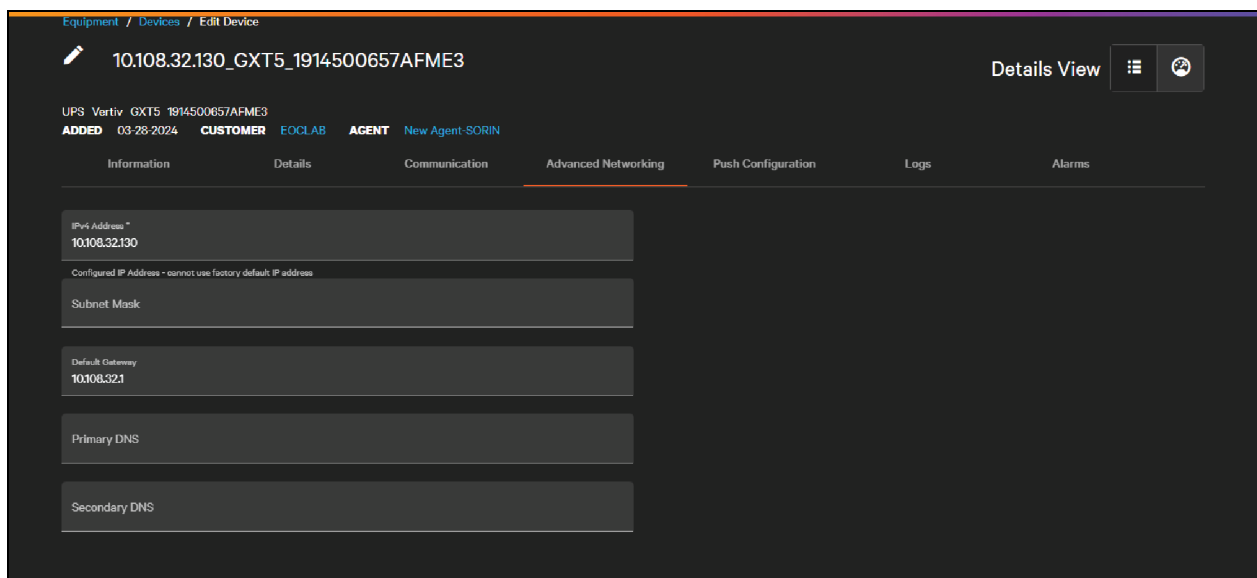 Equipment / Devices / Edit Device
10.108.32.130_GXT5_1914500657AFME3
Details View
UPS Vertiv GXT5 1914500657AFME3
ADDED 03-28-2024 CUSTOMER EOCLAB AGENT New Agent-SORIN
Information Details Communication Advanced Networking Push Configuration Logs Alarms
IPv4 Address *
10.108.32.130
Configured IP Address - cannot use factory default IP address
Subnet Mask
Default Gateway
10.108.32.1
Primary DNS
Secondary DNS